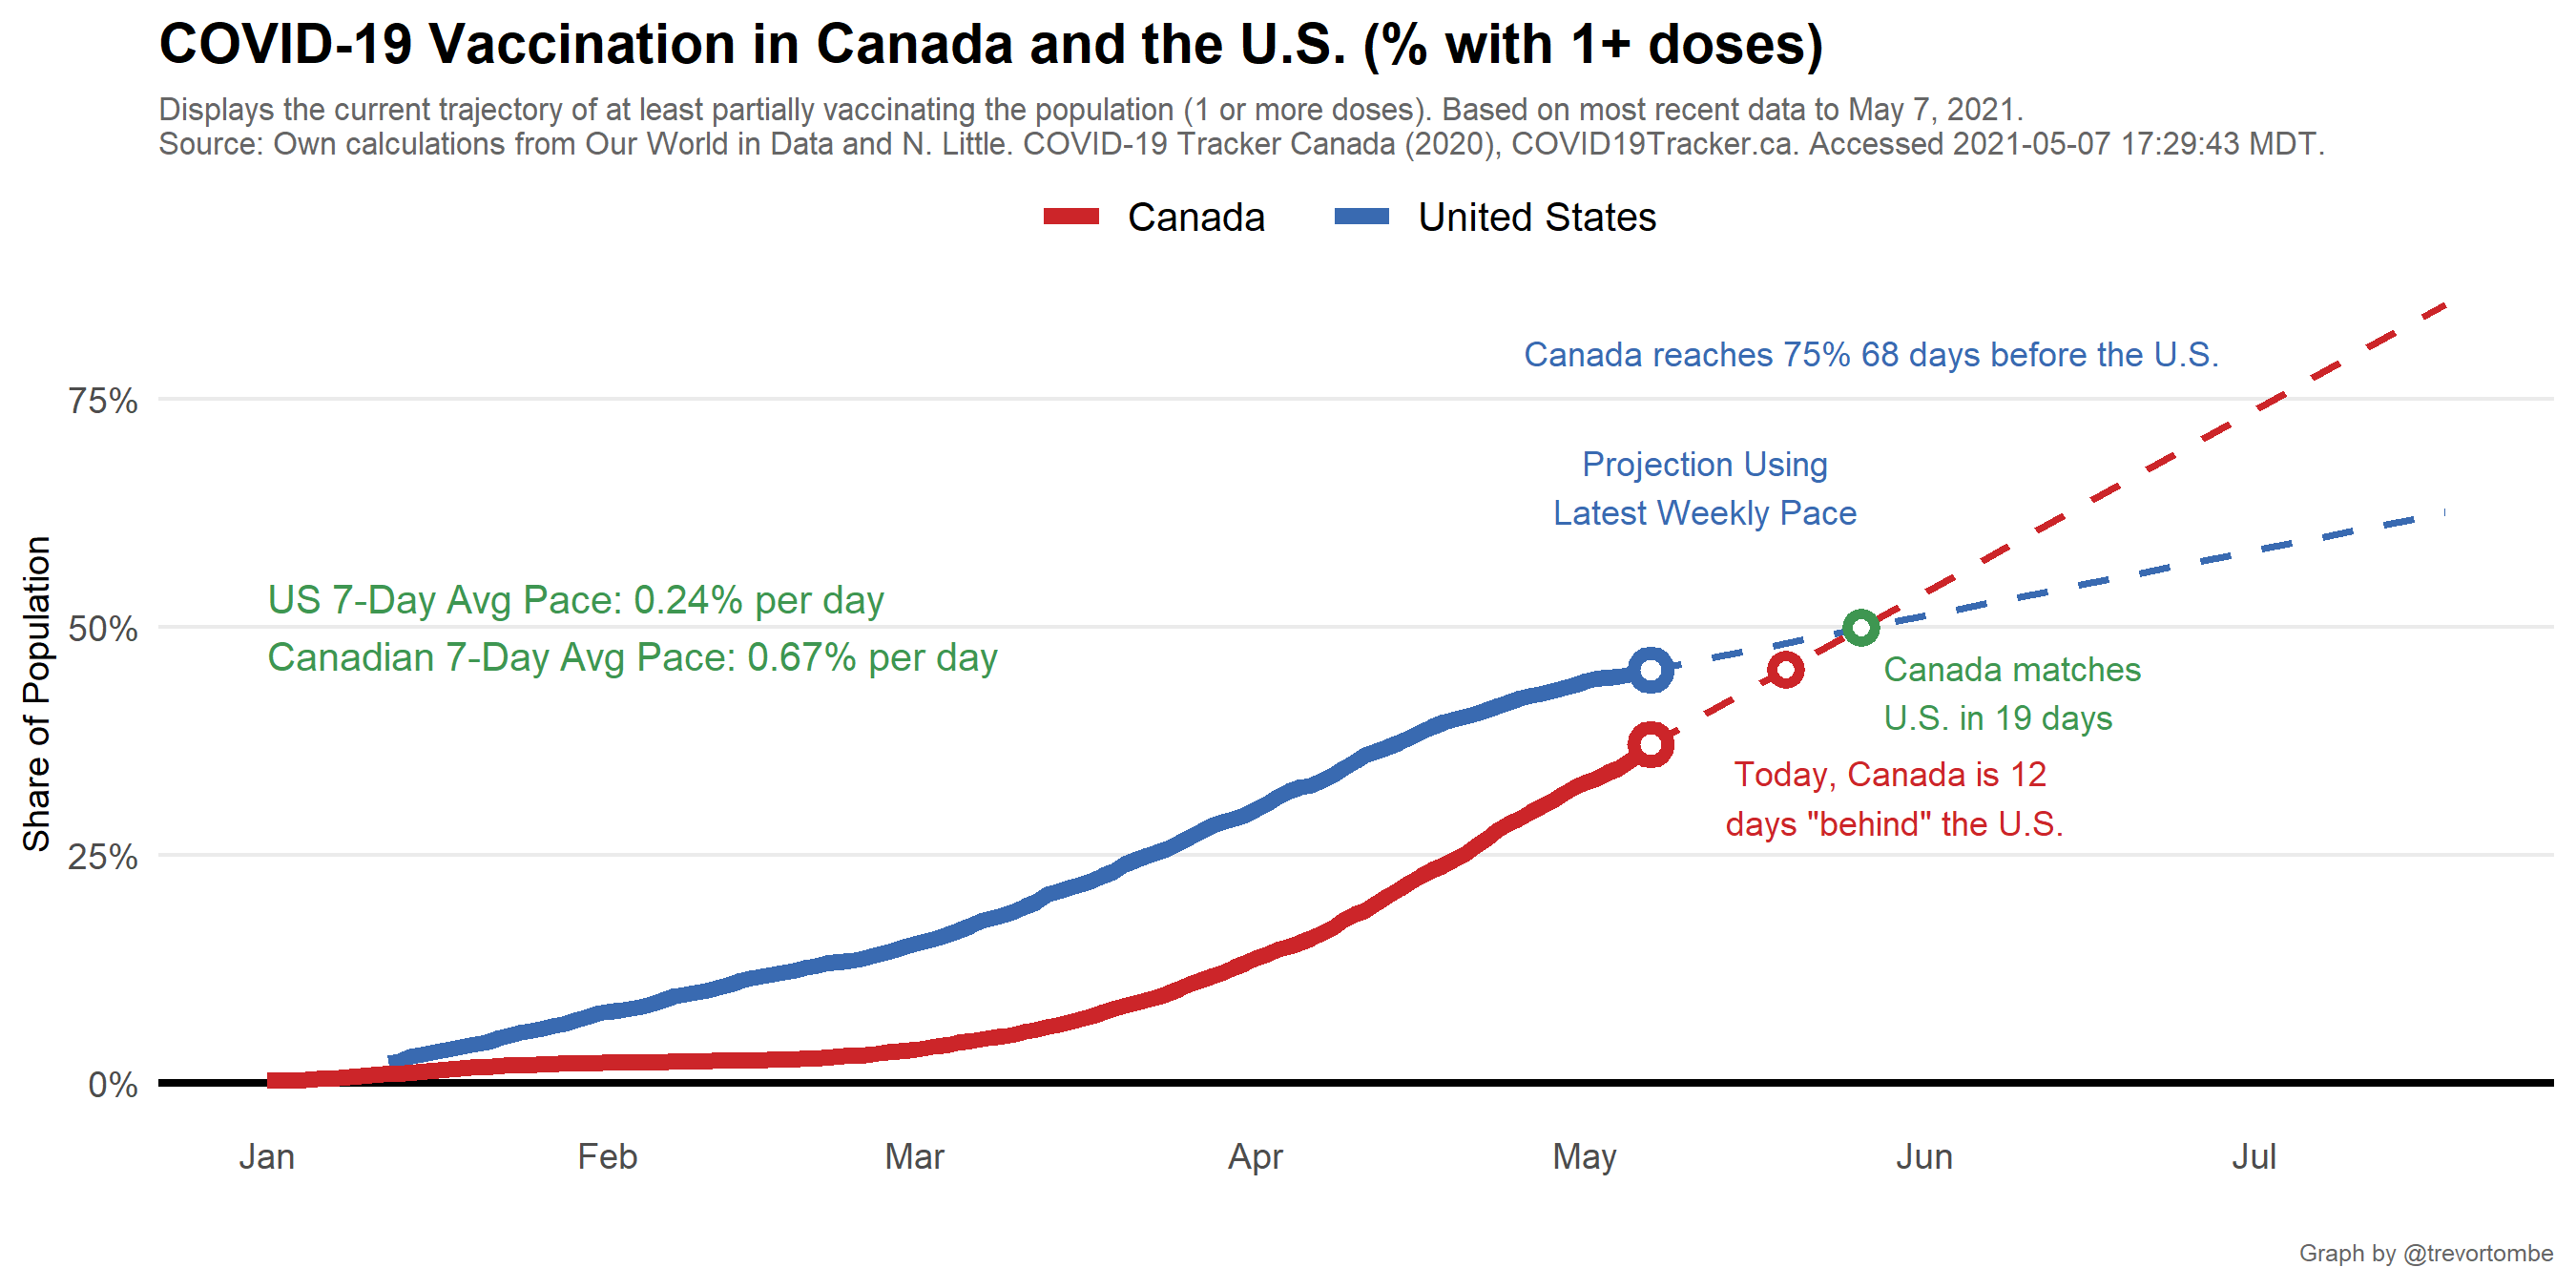 COVID-19 Vaccination in Canada and the U.S. (% with 1+ doses)
Displays the current trajectory of at least partially vaccinating the population (1 or more doses). Based on most recent data to May 7, 2021.
Source: Own calculations from Our World in Data and N. Little. COVID-19 Tracker Canada (2020), COVID19Tracker.ca. Accessed 2021-05-07 17:29:43 MDT.
Canada
United States
Canada reaches 75% 68 days before the U.S.
75%
Projection Using
Latest Weekly Pace
US 7-Day Avg Pace: 0.24% per day
Canadian 7-Day Avg Pace: 0.67% per day
50%
Canada matches
U.S. in 19 days
Today, Canada is 12
days "behind" the U.S.
25%
0%
Share of Population
Jan
Feb
Mar
Apr
May
Jun
Jul
Graph by @trevortombe